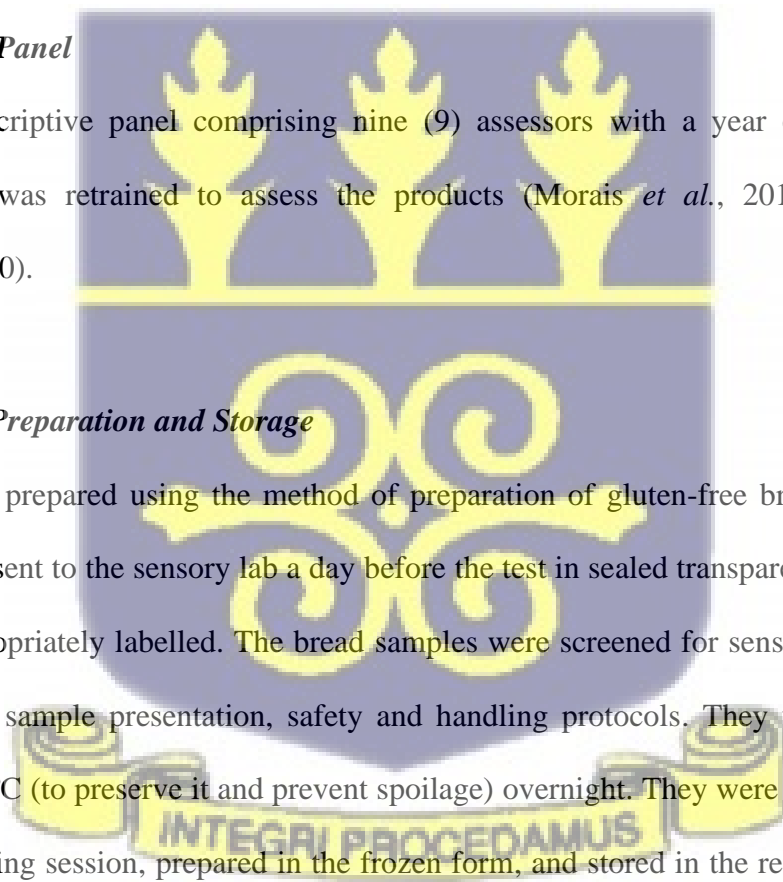 Panel
criptive panel comprising nine (9) assessors with a year
was retrained to assess the products (Morais et al., 201
0).
Preparation and Storage
prepared using the method of preparation of gluten-free br
sent to the sensory lab a day before the test in sealed transpare
opriately labelled. The bread samples were screened for sens
sample presentation, safety and handling protocols. They
C (to preserve it and prevent spoilage) overnight. They were
ing session, prepared in the frozen form, and stored in the re
INTEGRI PROCEDAMUS